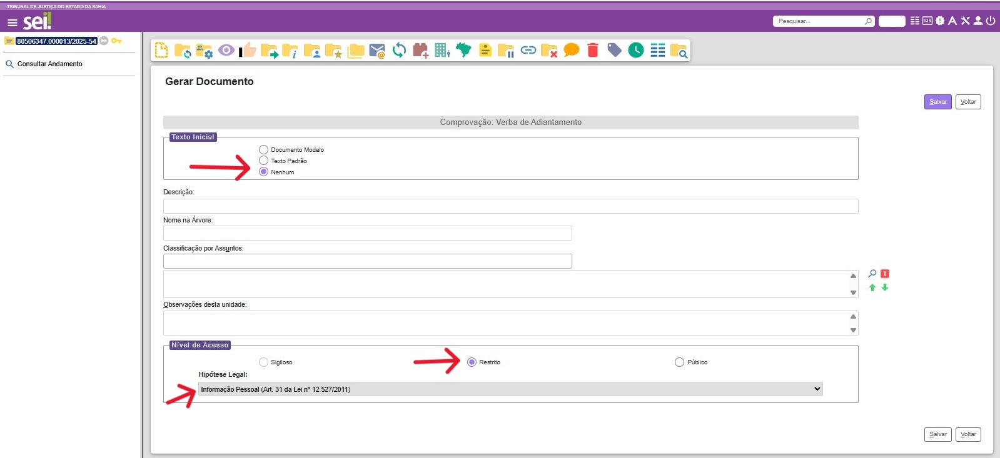 TRIBUNAL DE JUSTIÇA DO ESTADO DA BAHIA
sei!
Pesquisar...
123
80506347.000013/2025-54
Consultar Andamento
Gerar Documento
Salvar
Voltar
Comprovação: Verba de Adiantamento
Texto Inicial
Documento Modelo
Texto Padrão
Nenhum
Descrição:
Nome na Árvore:
Classificação por Assuntos:
Observações desta unidade:
Nível de Acesso
Sigiloso
Restrito
Público
Hipótese Legal:
Informação Pessoal (Art. 31 da Lei nº 12.527/2011)
Salvar
Voltar